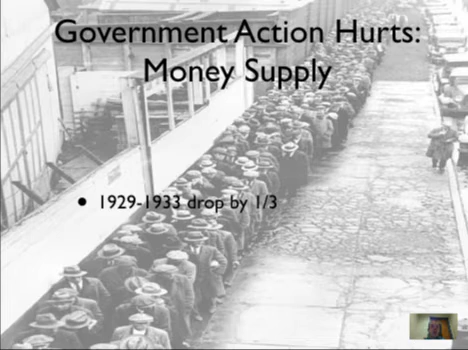 Government Action Hurts:
Money Supply
• 1929-1933 drop by 1/3